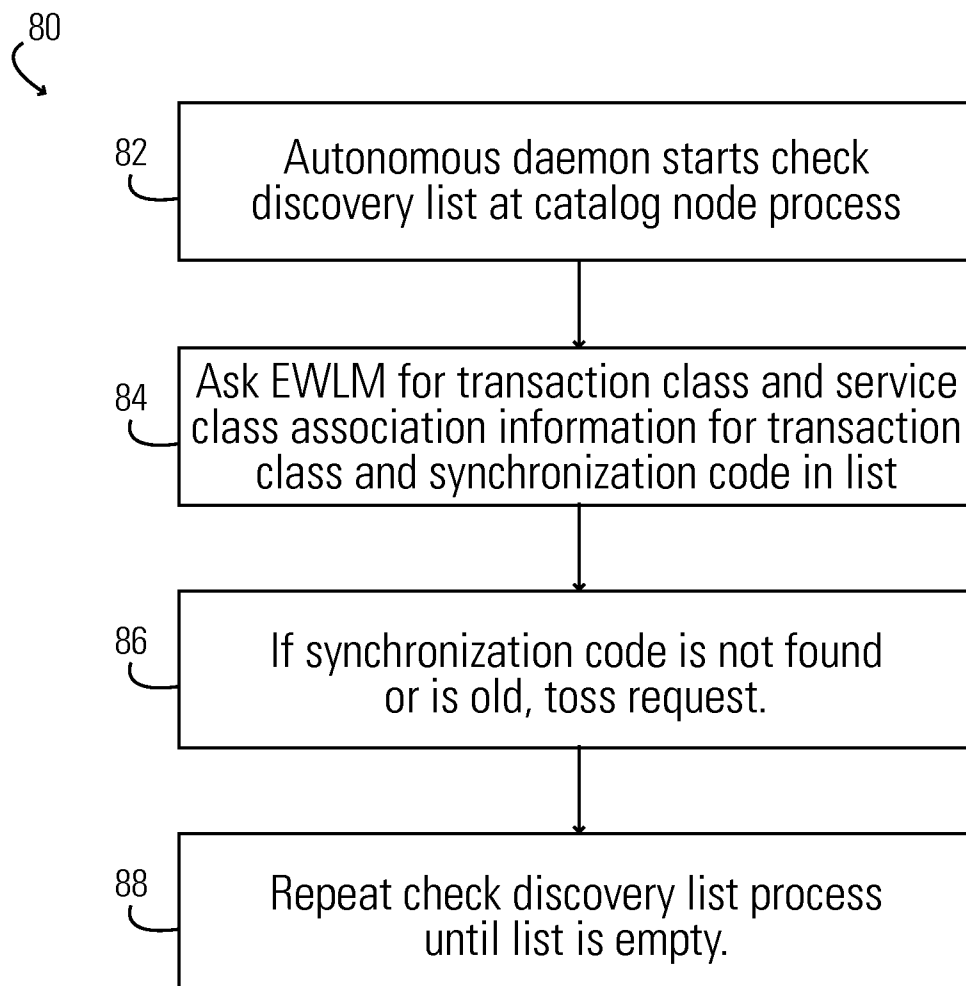 80
82
Autonomous daemon starts check
discovery list at catalog node process
84
Ask EWLM for transaction class and service
class association information for transaction
class and synchronization code in list
86
If synchronization code is not found
or is old, toss request.
88
Repeat check discovery list process
until list is empty.